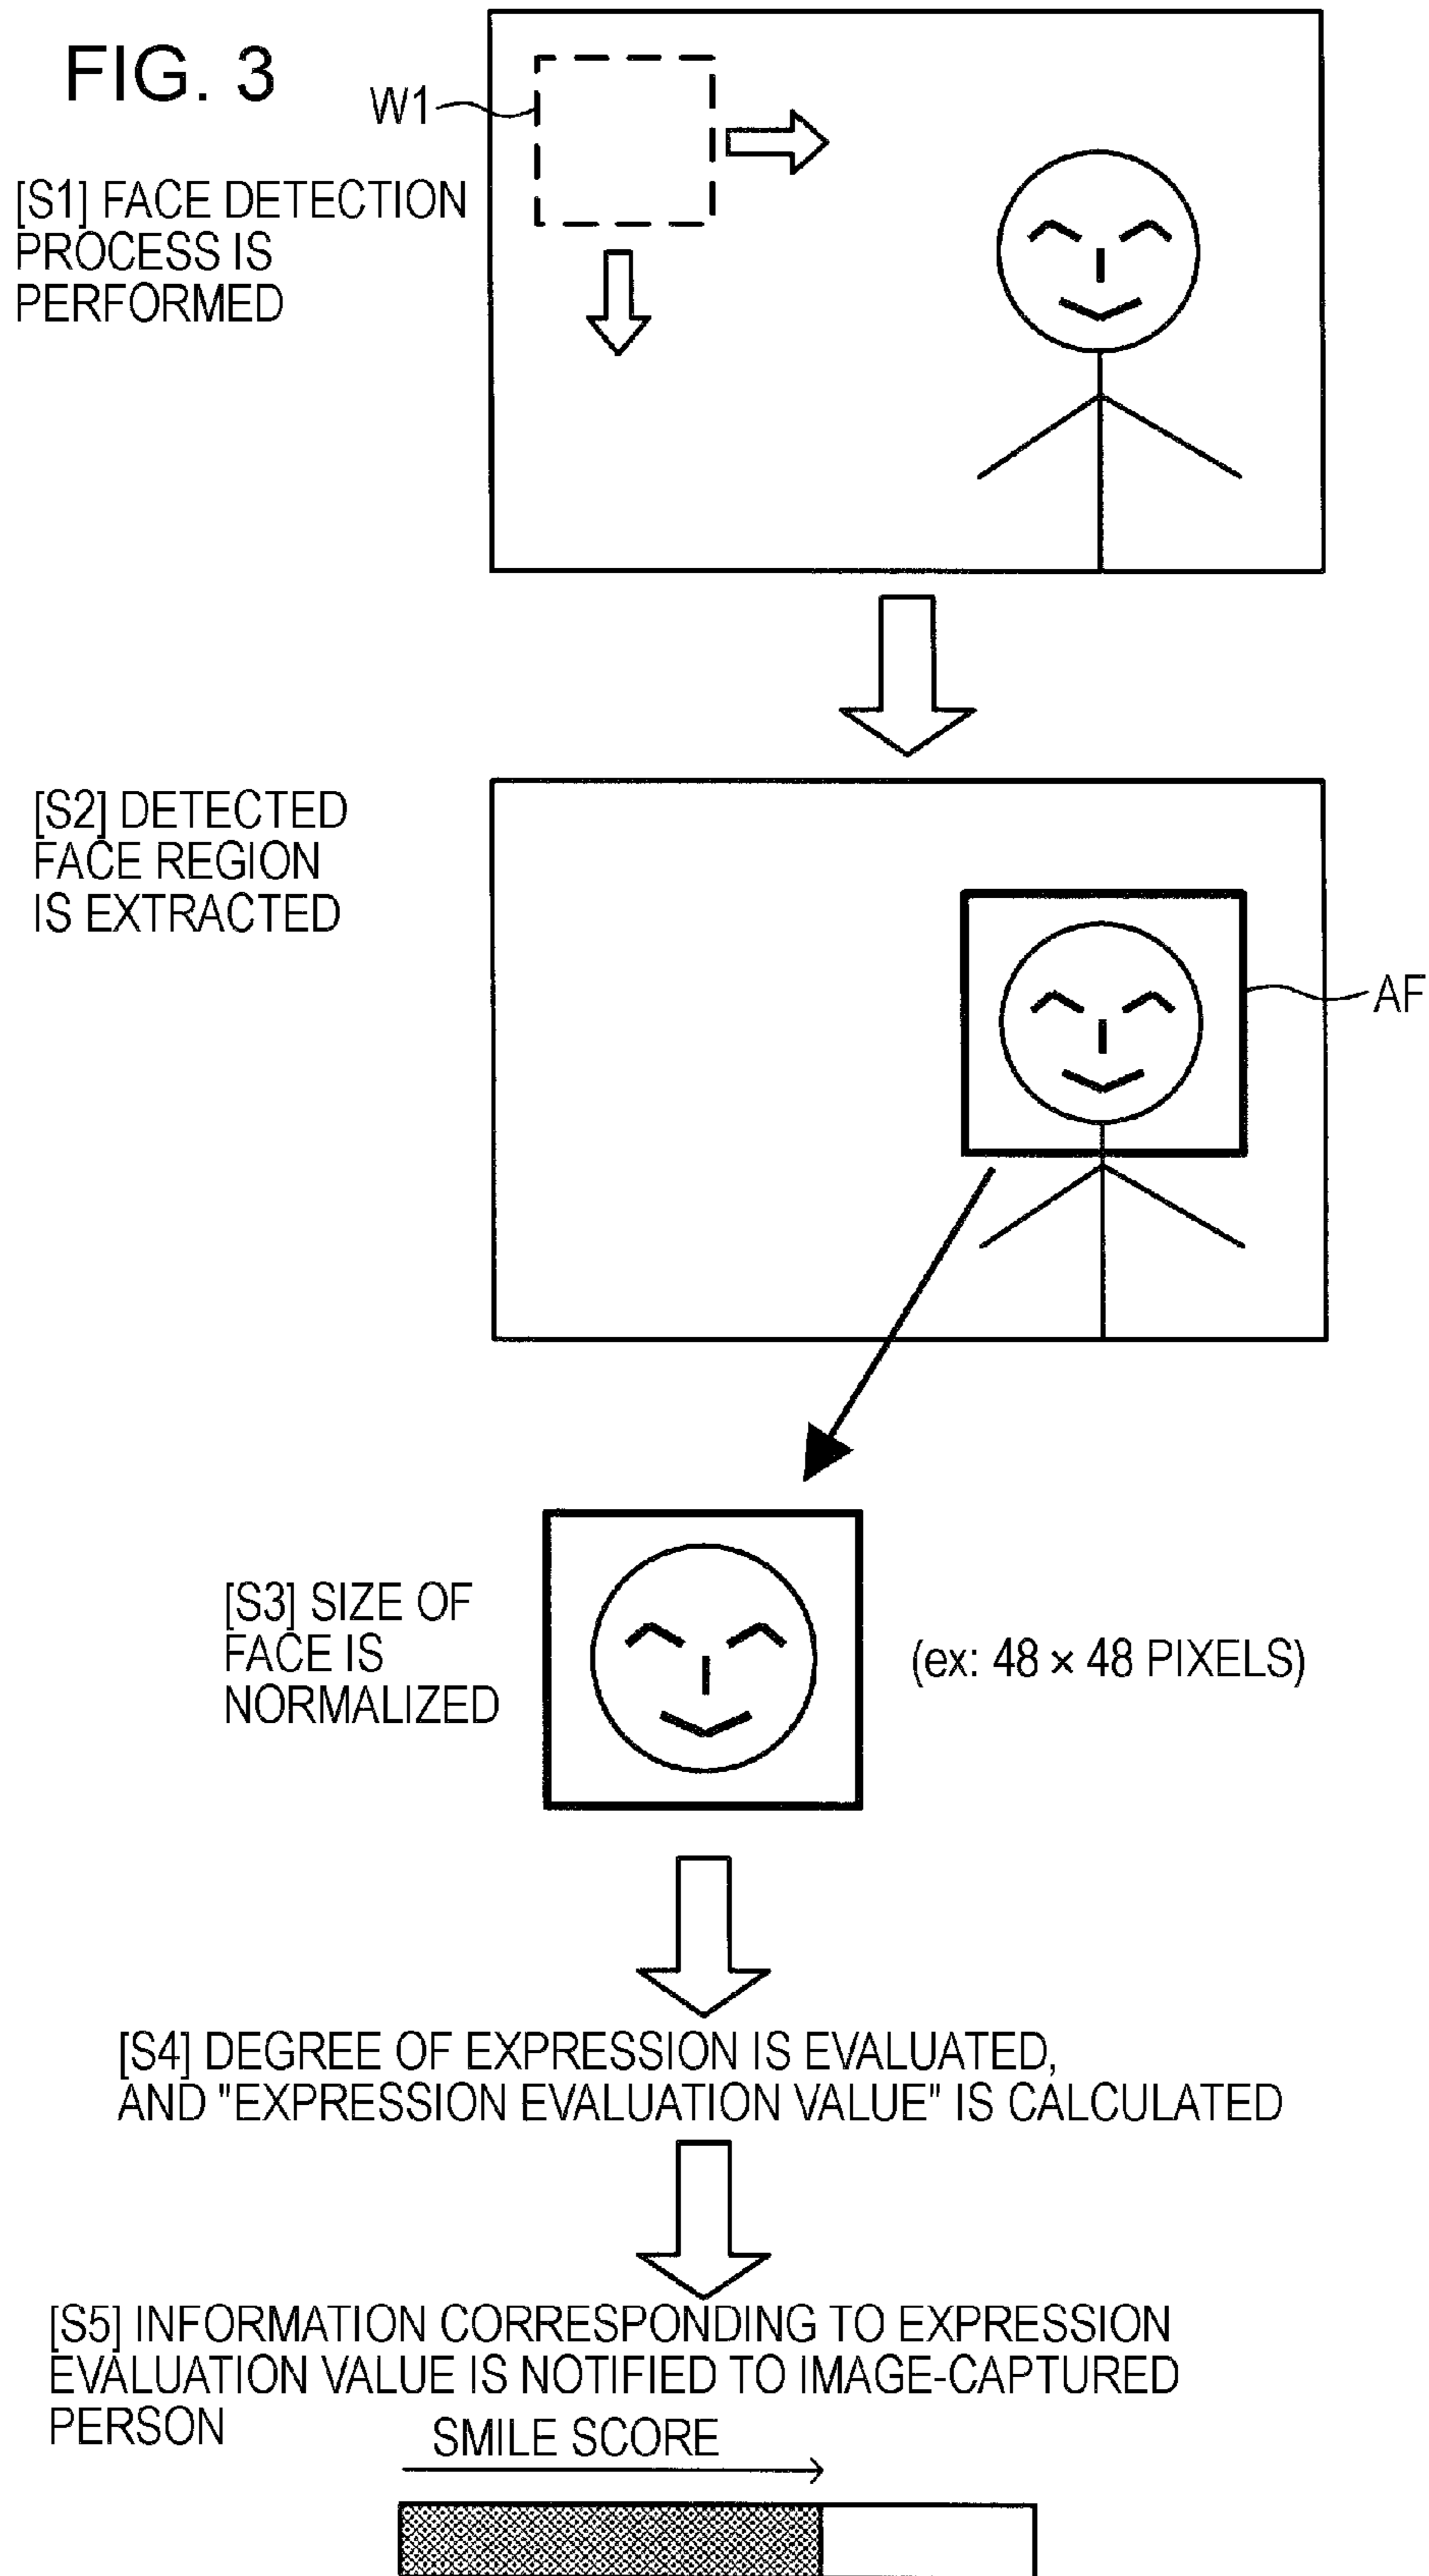 FIG. 3
W1
[S1] FACE DETECTION
PROCESS IS
PERFORMED
[S2] DETECTED
FACE REGION
IS EXTRACTED
AF
[S3] SIZE OF
FACE IS
NORMALIZED
(ex: 48 × 48 PIXELS)
[S4] DEGREE OF EXPRESSION IS EVALUATED,
AND "EXPRESSION EVALUATION VALUE" IS CALCULATED
[S5] INFORMATION CORRESPONDING TO EXPRESSION
EVALUATION VALUE IS NOTIFIED TO IMAGE-CAPTURED
PERSON
SMILE SCORE